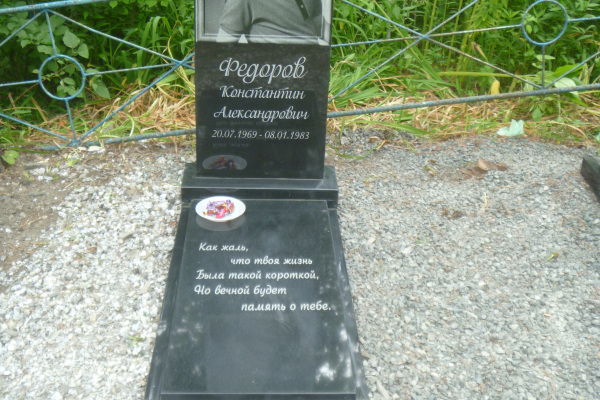 Федоров
Константин
Александрович
20.07.1969 - 08.01.1983
Как жаль,
что твоя жизнь
Была такой короткой,
Но вечной будет
память о тебе.